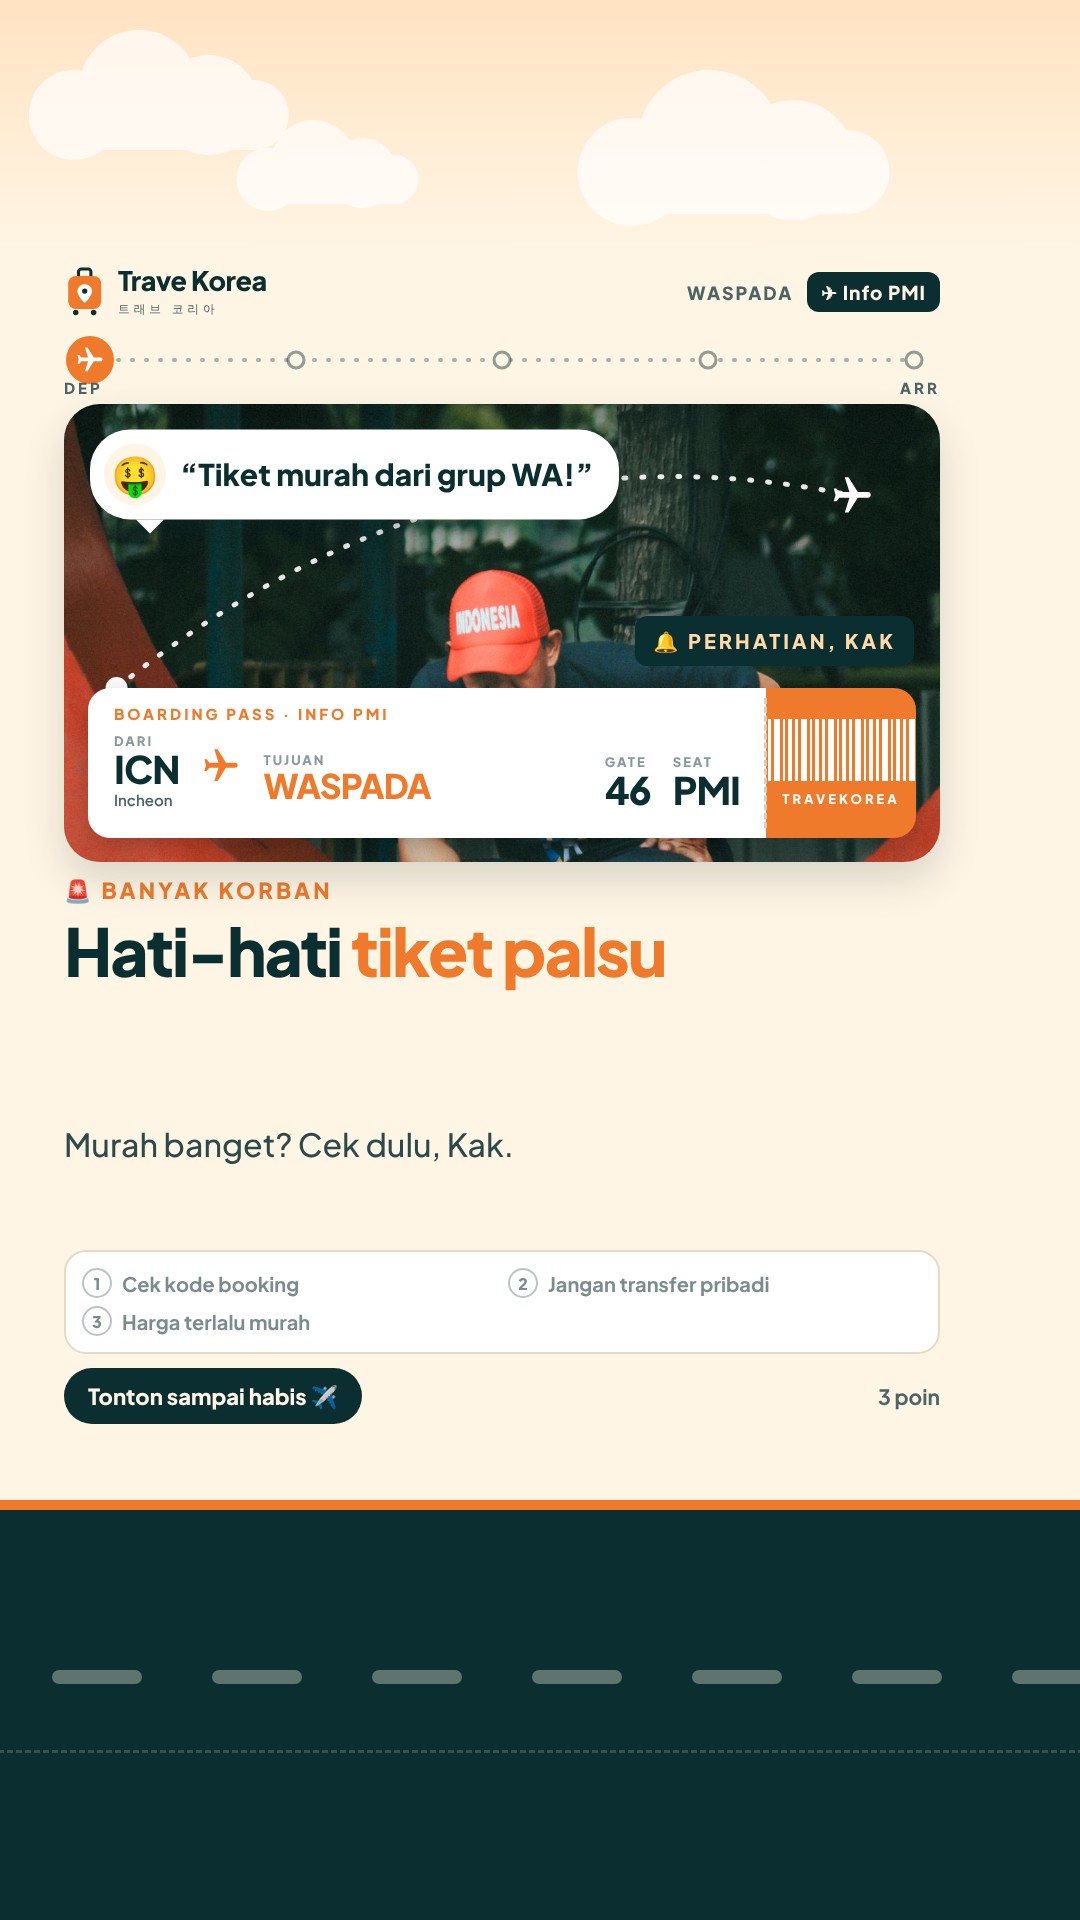 Trave Korea
트래브 코리아
WASPADA
✈ Info PMI
DEP
ARR
🤑 “Tiket murah dari grup WA!”
INDONESIA
🔔 PERHATIAN, KAK
BOARDING PASS · INFO PMI
DARI
ICN
Incheon
TUJUAN
WASPADA
GATE
46
SEAT
PMI
TRAVEKOREA
🚨 BANYAK KORBAN
Hati-hati tiket palsu
Murah banget? Cek dulu, Kak.
1 Cek kode booking
2 Jangan transfer pribadi
3 Harga terlalu murah
Tonton sampai habis ✈️
3 poin